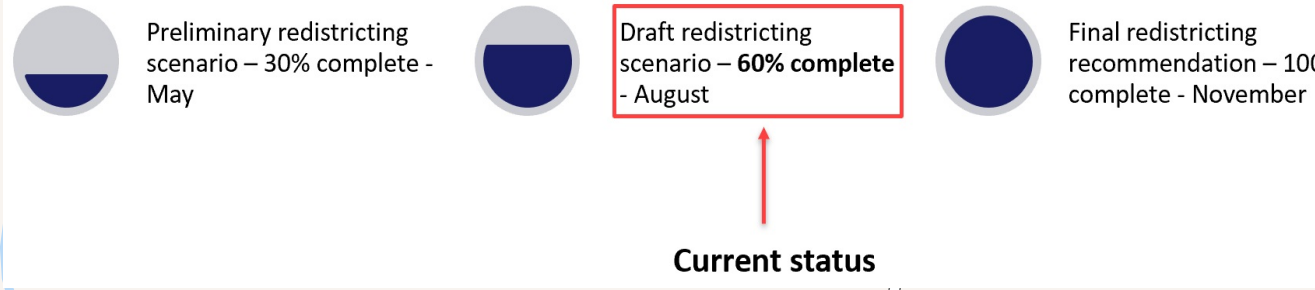 Preliminary redistricting
scenario – 30% complete -
May
Draft redistricting
scenario – 60% complete
- August
Final redistricting
recommendation – 100
complete - November
Current status